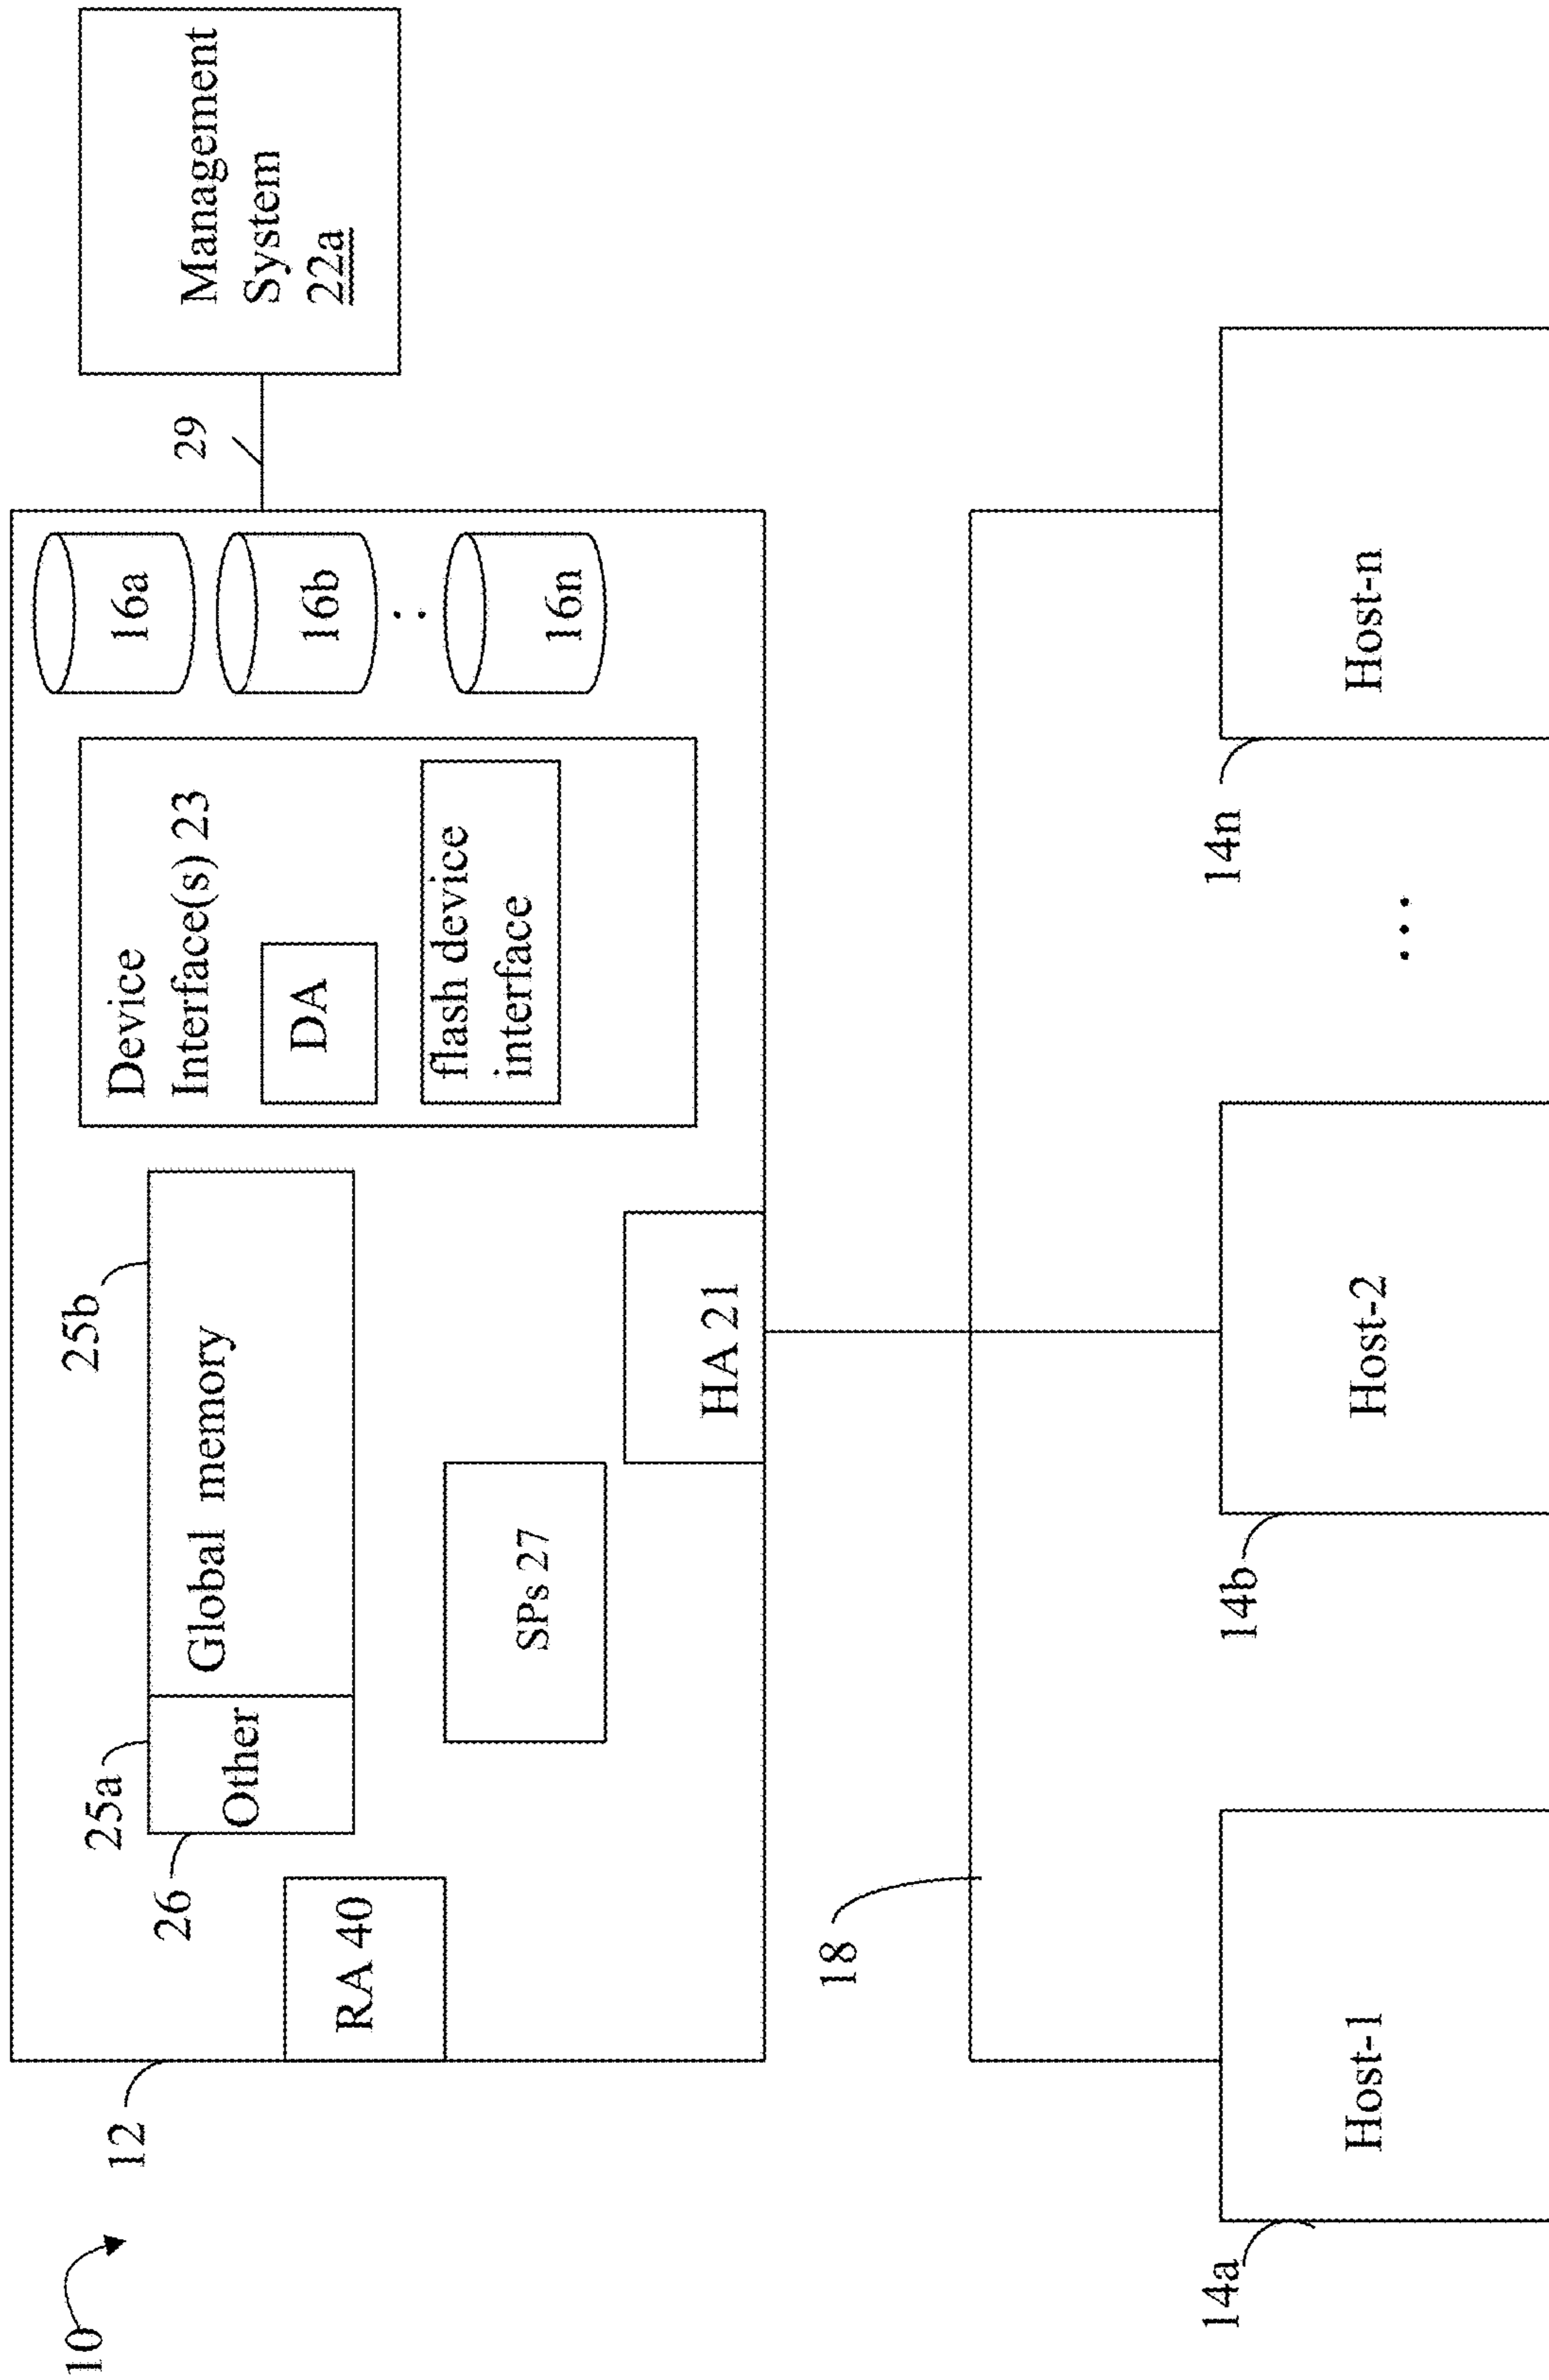 10
12
26
25a
25b
Other
Global memory
RA 40
SPs 27
HA 21
Device
Interface(s) 23
DA
flash device
interface
16a
16b
:
16n
29
Management
System
22a
18
14a
Host-1
14b
Host-2
...
14n
Host-n